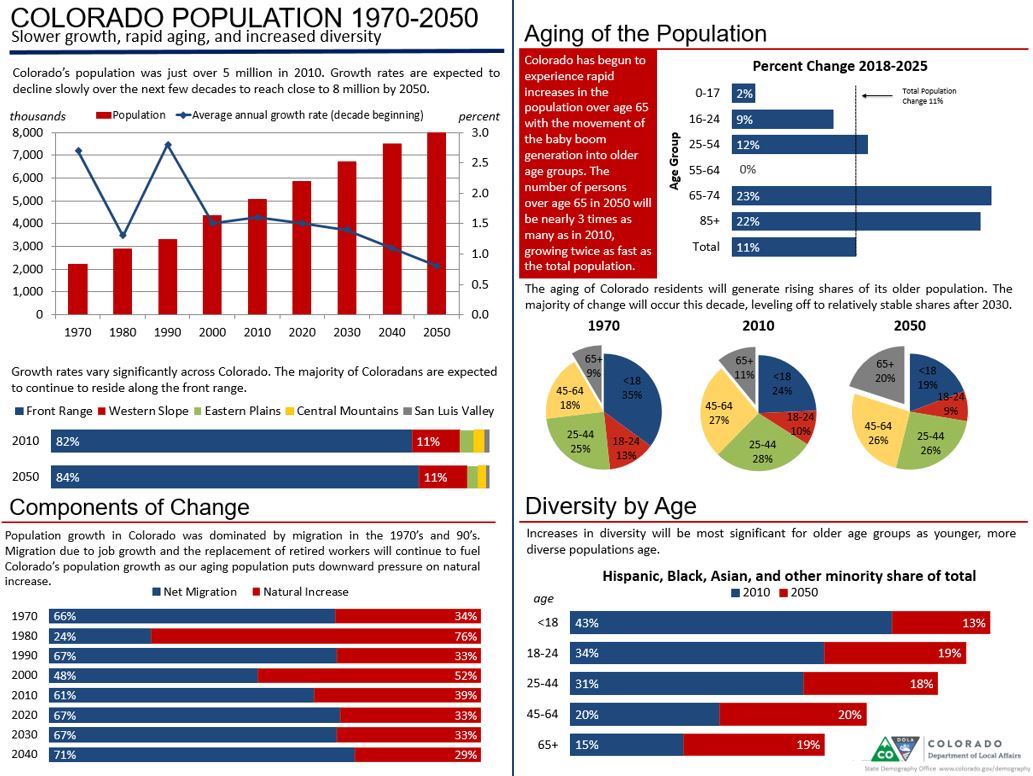 COLORADO POPULATION 1970-2050
Slower growth, rapid aging, and increased diversity
Colorado's population was just over 5 million in 2010. Growth rates are expected to
decline slowly over the next few decades to reach close to 8 million by 2050.
thousands
Population
Average annual growth rate (decade beginning)
percent
8,000
7,000
6,000
5,000
4,000
3,000
2,000
1,000
0
3.0
2.5
2.0
1.5
1.0
0.5
0.0
1970 1980 1990 2000 2010 2020 2030 2040 2050
Growth rates vary significantly across Colorado. The majority of Coloradans are expected
to continue to reside along the front range.
Front Range Western Slope Eastern Plains Central Mountains San Luis Valley
2010 82% 11%
2050 84% 11%
Components of Change
Population growth in Colorado was dominated by migration in the 1970's and 90's.
Migration due to job growth and the replacement of retired workers will continue to fuel
Colorado's population growth as our aging population puts downward pressure on natural
increase.
Net Migration Natural Increase
1970 66% 34%
1980 24% 76%
1990 67% 33%
2000 48% 52%
2010 61% 39%
2020 67% 33%
2030 67% 33%
2040 71% 29%
Aging of the Population
Colorado has begun to
experience rapid
increases in the
population over age 65
with the movement of
the baby boom
generation into older
age groups. The
number of persons
over age 65 in 2050 will
be nearly 3 times as
many as in 2010,
growing twice as fast as
the total population.
Percent Change 2018-2025
Age Group
0-17 2%
16-24 9%
25-54 12%
55-64 0%
65-74 23%
85+ 22%
Total 11%
Total Population
Change 11%
The aging of Colorado residents will generate rising shares of its older population. The
majority of change will occur this decade, leveling off to relatively stable shares after 2030.
1970
65+
9%
<18
35%
45-64
18%
25-44
25%
18-24
13%
2010
65+
11%
<18
24%
45-64
27%
18-24
10%
25-44
28%
2050
65+
20%
<18
19%
18-24
9%
45-64
26%
25-44
26%
Diversity by Age
Increases in diversity will be most significant for older age groups as younger, more
diverse populations age.
Hispanic, Black, Asian, and other minority share of total
2010 2050
age
<18 43% 13%
18-24 34% 19%
25-44 31% 18%
45-64 20% 20%
65+ 15% 19%
CO
DOLA
COLORADO
Department of Local Affairs
State Demography Office www.colorado.gov/demography